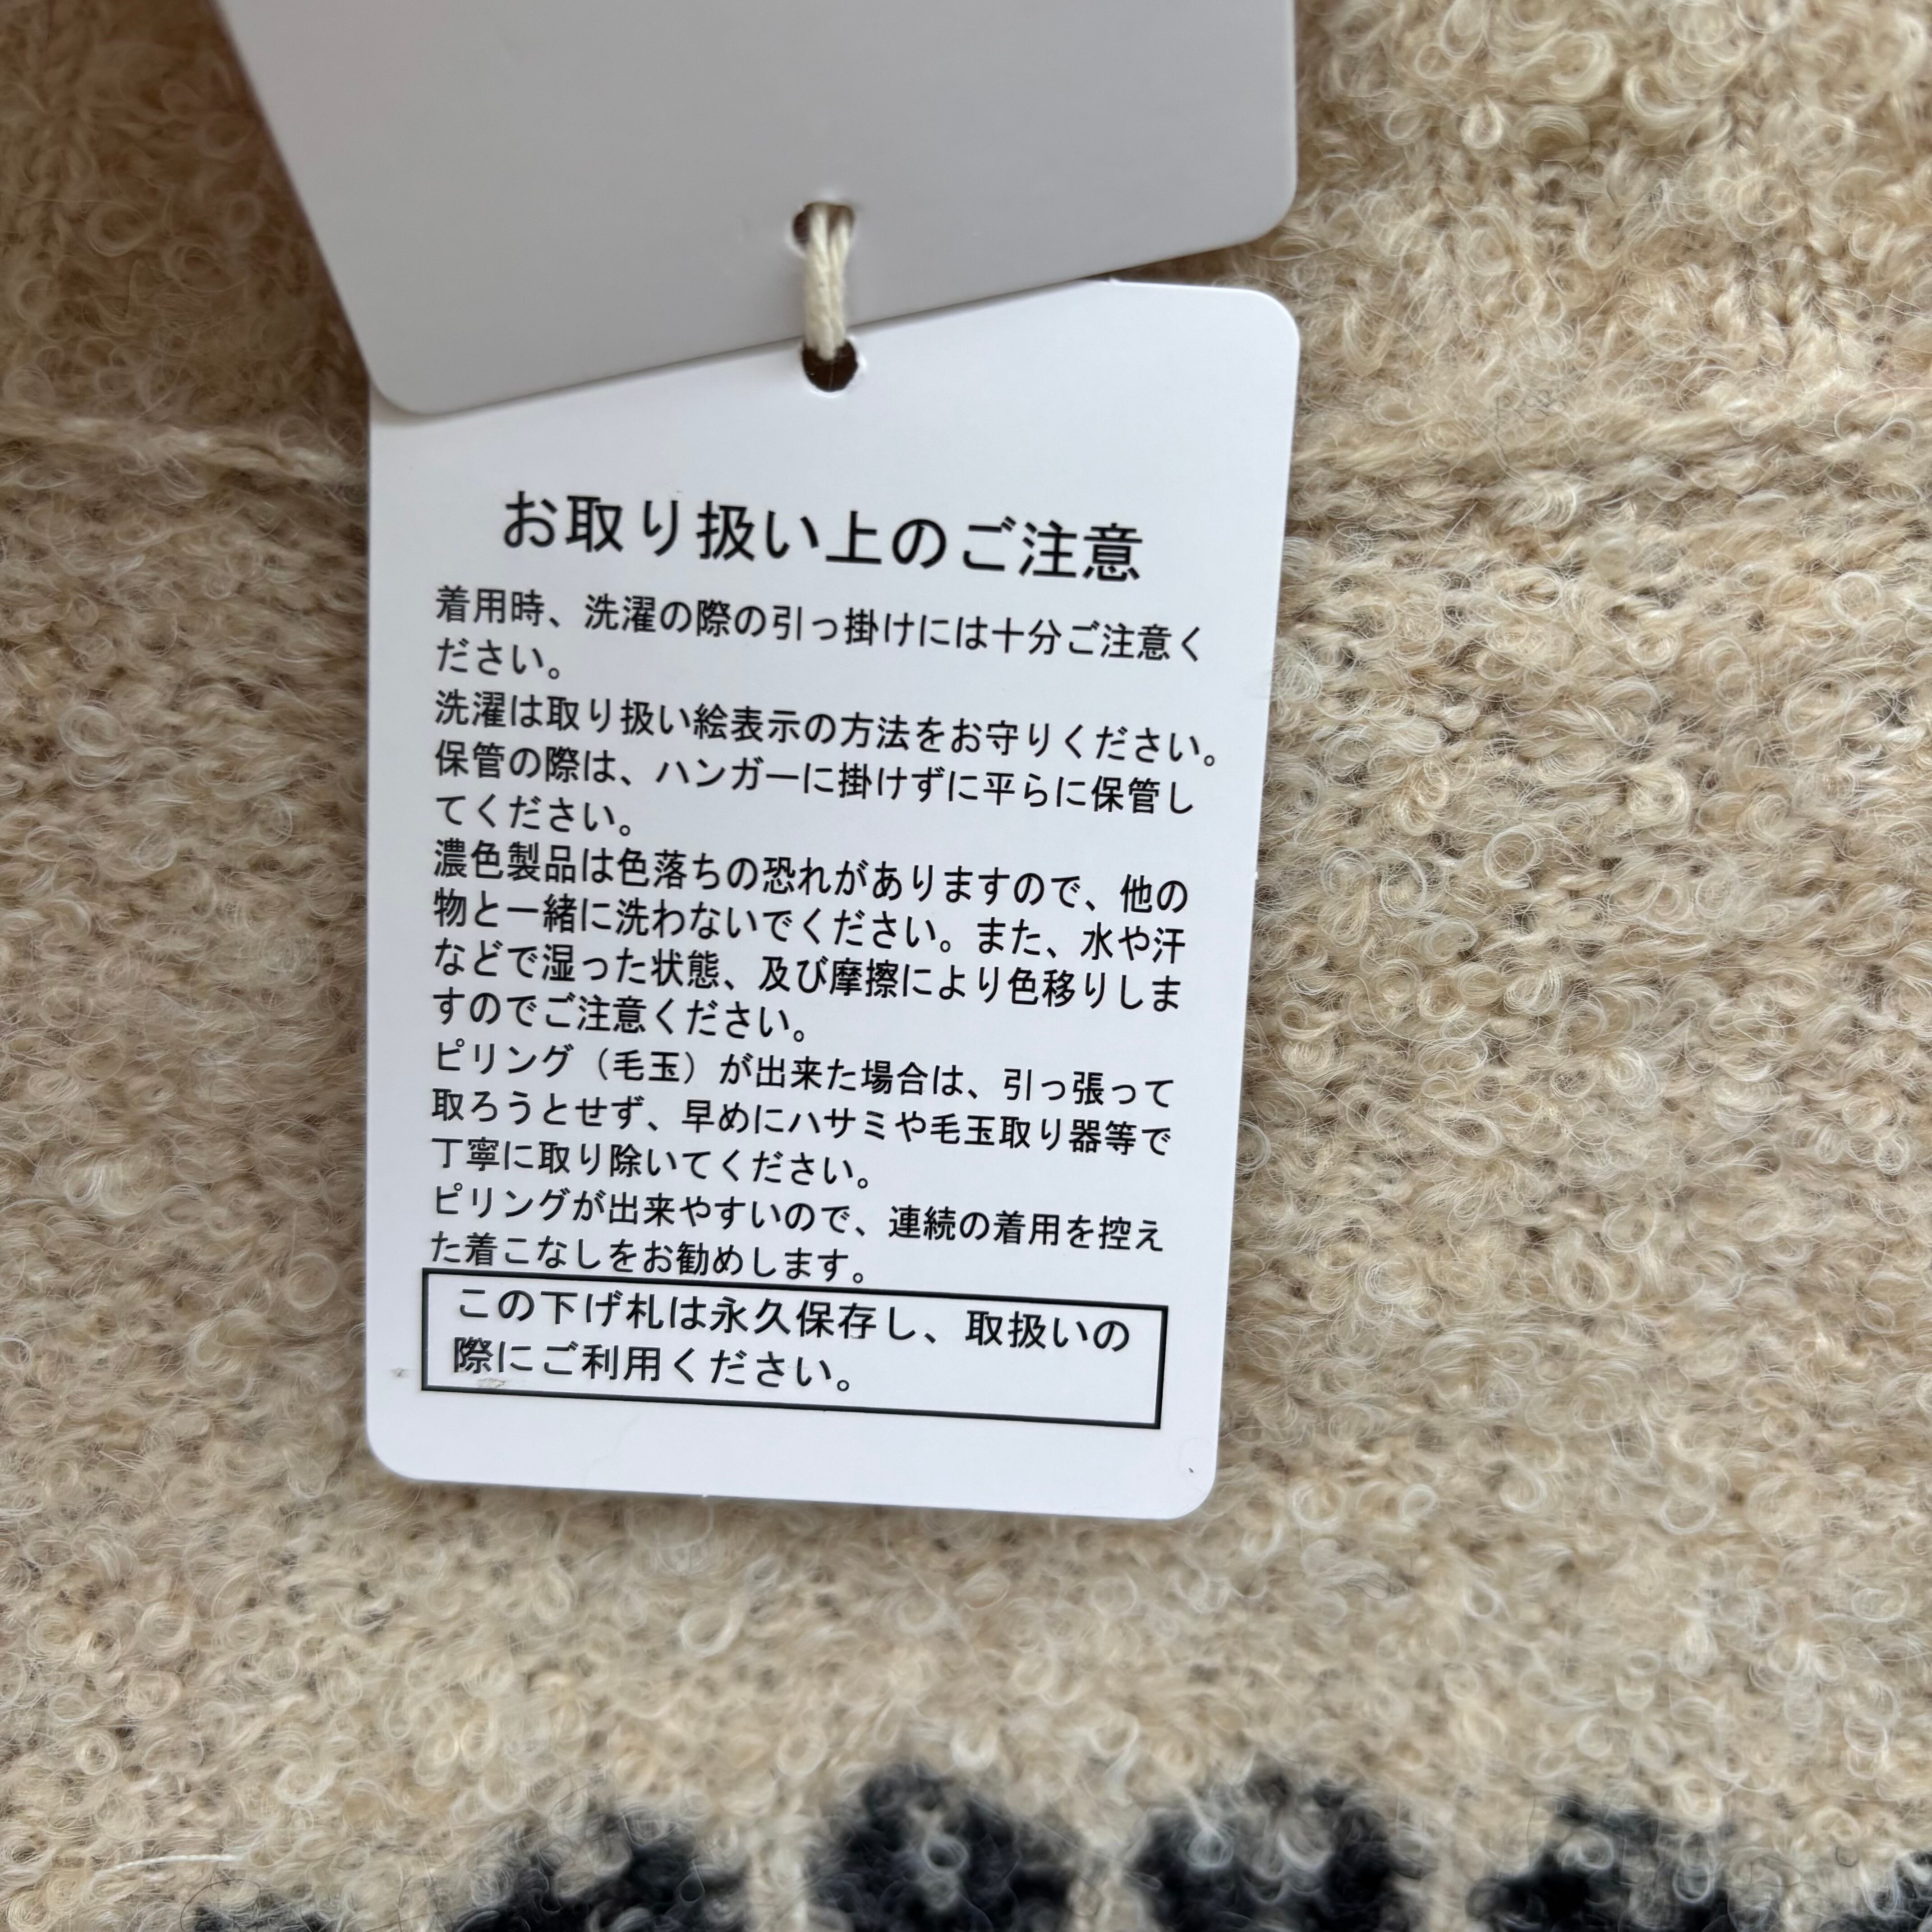 お取り扱い上のご注意
着用時、洗濯の際の引っ掛けには十分ご注意く
ださい。
洗濯は取り扱い絵表示の方法をお守りください。
保管の際は、ハンガーに掛けずに平らに保管し
てください。
濃色製品は色落ちの恐れがありますので、他の
物と一緒に洗わないでください。また、水や汗
などで湿った状態、及び摩擦により色移りしま
すのでご注意ください。
ピリング（毛玉）が出来た場合は、引っ張って
取ろうとせず、早めにハサミや毛玉取り器等で
丁寧に取り除いてください。
ピリングが出来やすいので、連続の着用を控え
た着こなしをお勧めします。
この下げ札は永久保存し、取扱いの
際にご利用ください。